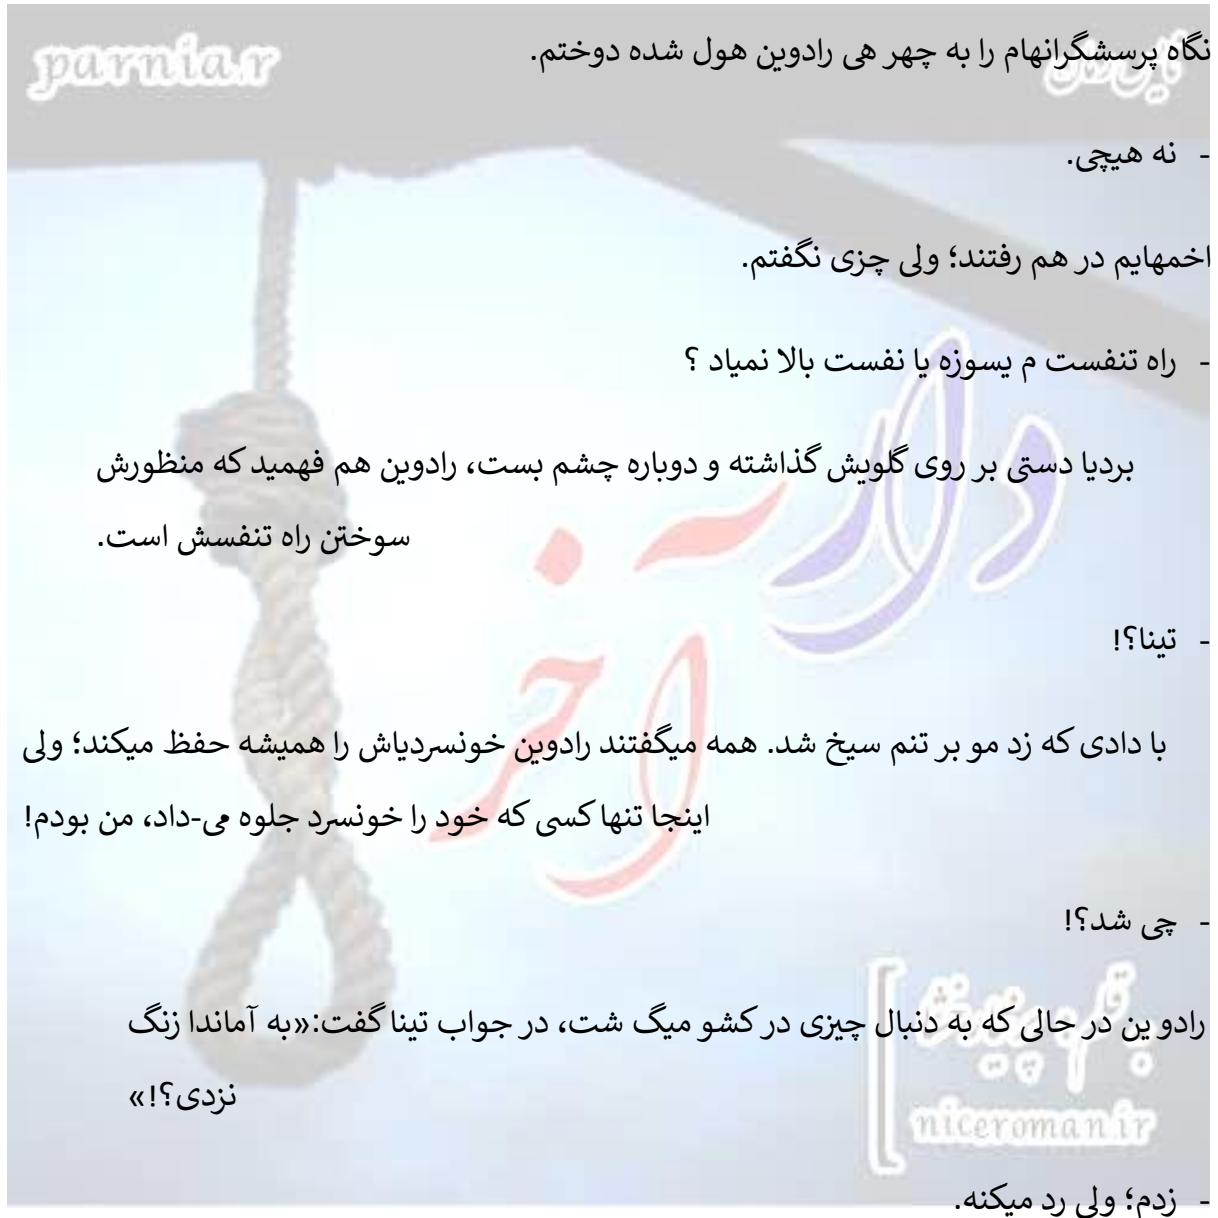 parnia.r
نگاه پرسشگرانهام را به چهر هی رادوین هول شده دوختم.
- نه هیچی.
اخمهایم در هم رفتند؛ ولی چزی نگفتم.
- راه تنفست م یسوزه یا نفست بالا نمیاد ؟
بردیا دستی بر روی گلویش گذاشته و دوباره چشم بست، رادوین هم فهمید که منظورش
سوختن راه تنفسش است.
دار آخر
- تینا؟!
با دادی که زد مو بر تنم سیخ شد. همه میگفتند رادوین خونسردیاش را همیشه حفظ میکند؛ ولی
اینجا تنها کسی که خود را خونسرد جلوه می-داد، من بودم!
- چی شد؟!
رادو ین در حالی که به دنبال چیزی در کشو میگ شت، در جواب تینا گفت:«به آماندا زنگ
نزدی؟!»
niceroman.ir
- زدم؛ ولی رد میکنه.